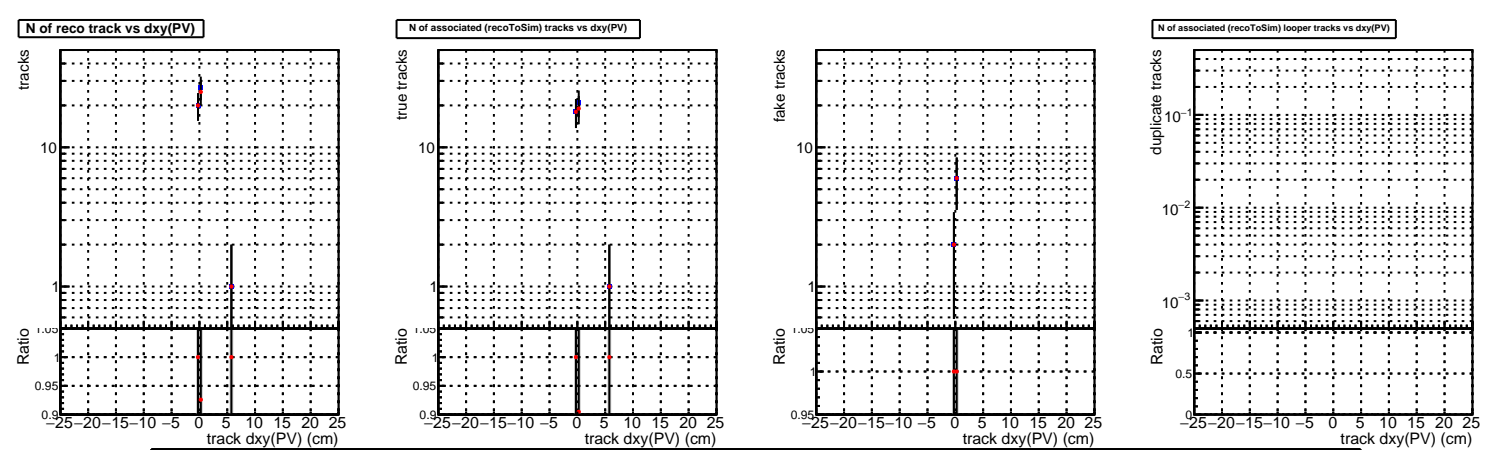 N of reco track vs dxy(PV)
tracks
10
1
Ratio
1.05
1
0.95
0.9
−25−20−15−10−5 0 5 10 15 20 25
track dxy(PV) (cm)
N of associated (recoToSim) tracks vs dxy(PV)
true tracks
10
1
Ratio
1.05
1
0.95
0.9
−25−20−15−10−5 0 5 10 15 20 25
track dxy(PV) (cm)
fake tracks
10
1
Ratio
1.05
1
0.95
−25−20−15−10−5 0 5 10 15 20 25
track dxy(PV) (cm)
N of associated (recoToSim) looper tracks vs dxy(PV)
duplicate tracks
10⁻¹
10⁻²
10⁻³
Ratio
1
0.5
0
−25−20−15−10−5 0 5 10 15 20 25
track dxy(PV) (cm)